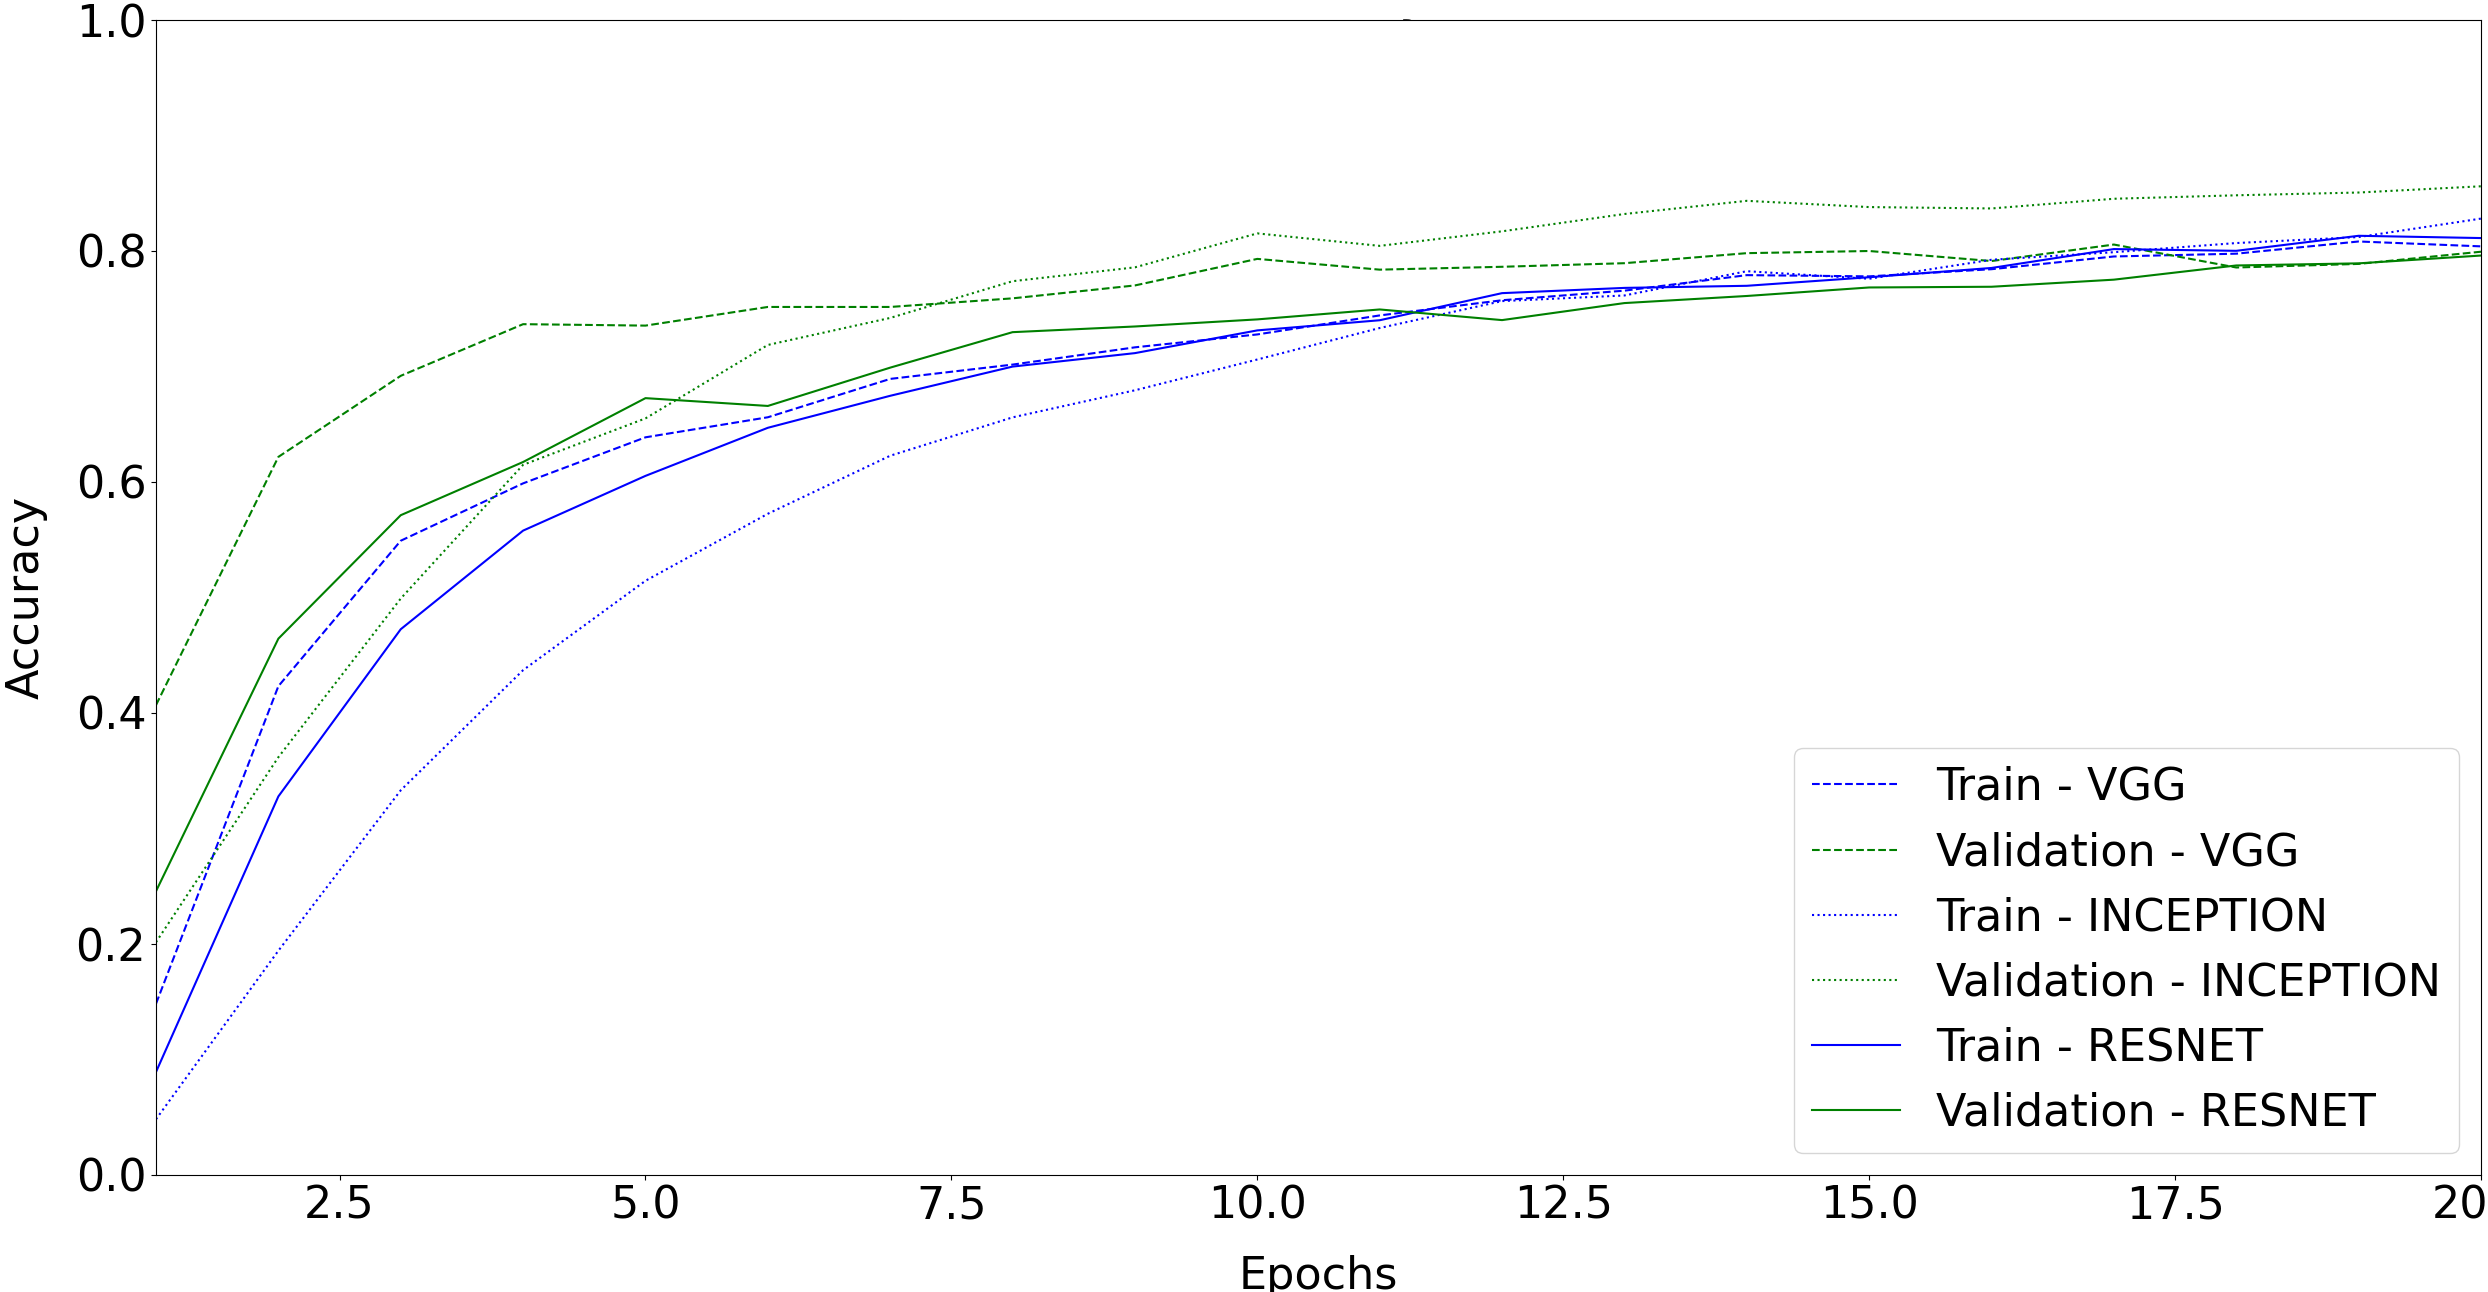 1.0
0.8
0.6
0.4
0.2
0.0
Accuracy
Train - VGG
Validation - VGG
Train - INCEPTION
Validation - INCEPTION
Train - RESNET
Validation - RESNET
2.5 5.0 7.5 10.0 12.5 15.0 17.5 20
Epochs